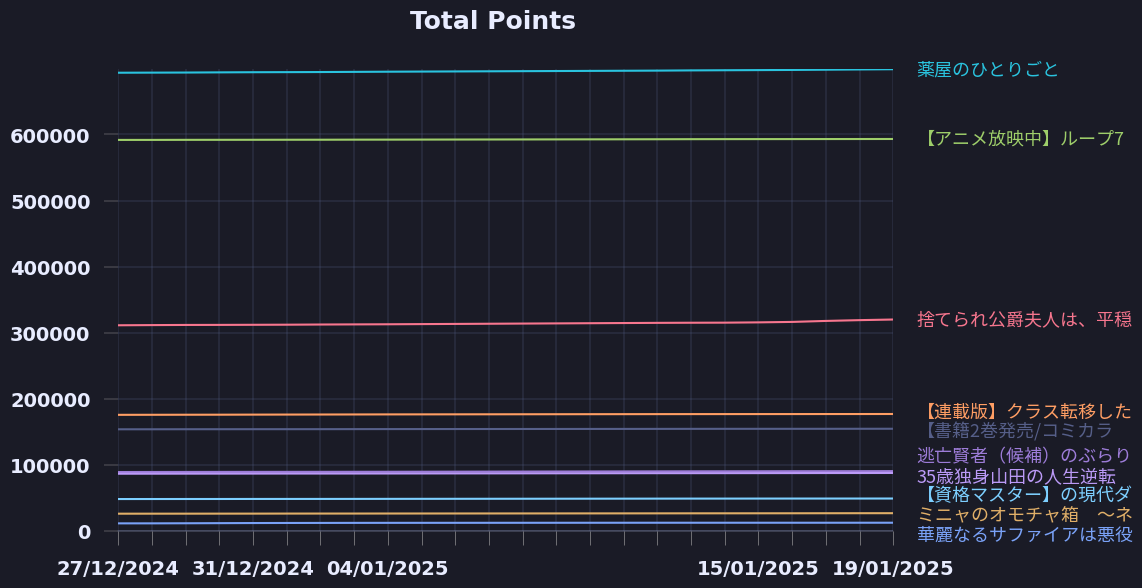 Total Points
薬屋のひとりごと
600000
【アニメ放映中】ループ7
500000
400000
300000
捨てられ公爵夫人は、平穏
200000
【連載版】クラス転移した
【書籍2巻発売/コミカラ
100000
逃亡賢者（候補）のぶらり
35歳独身山田の人生逆転
【資格マスター】の現代ダ
ミニャのオモチャ箱　～ネ
0
華麗なるサファイアは悪役
27/12/2024 31/12/2024 04/01/2025 15/01/2025 19/01/2025